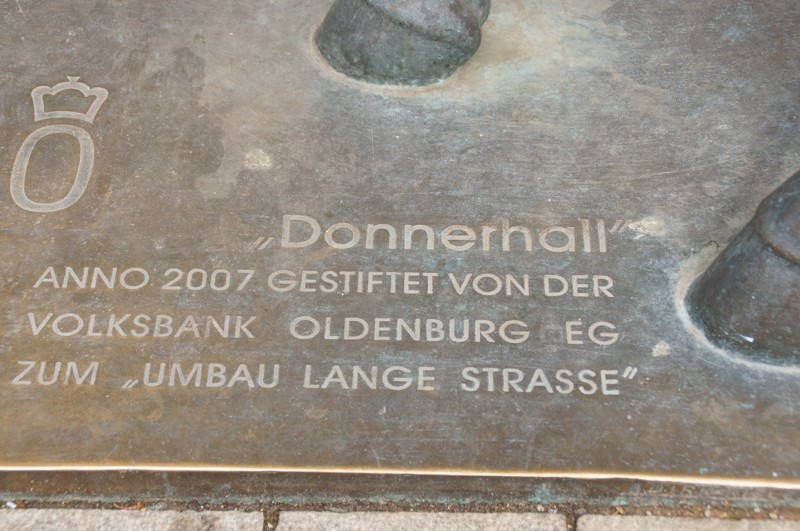 O
„Donnerhall“
ANNO 2007 GESTIFTET VON DER
VOLKSBANK OLDENBURG EG
ZUM „UMBAU LANGE STRASSE“